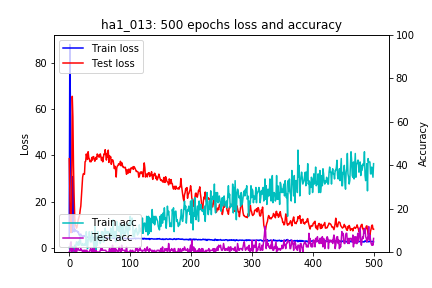 ha1_013: 500 epochs loss and accuracy
Train loss
Test loss
Train acc
Test acc
Loss
Accuracy
80
60
40
20
0
100
80
60
40
20
0
0
100
200
300
400
500